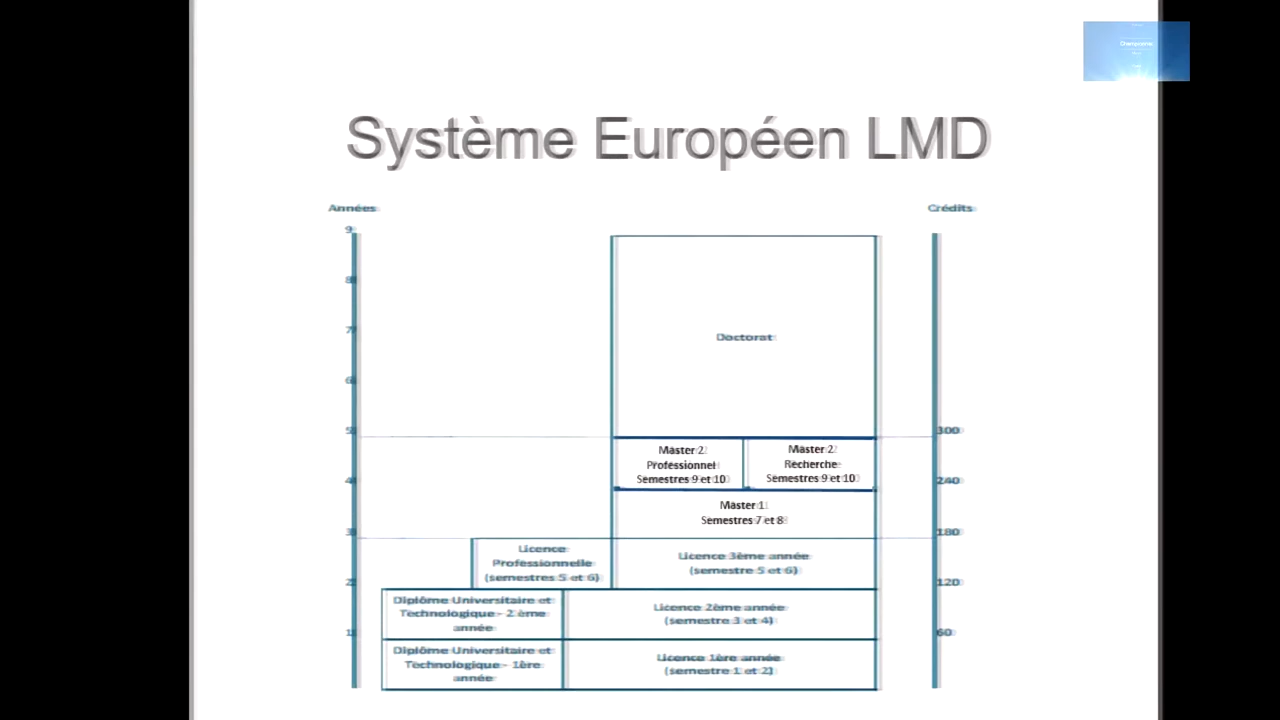 Système Européen LMD
Années
Crédits
9
8
Doctorat
7
6
5
300
Master 2
Professionnel
Semestres 9 et 10
Master 2
Recherche
Semestres 9 et 10
4
240
Master 1
Semestres 7 et 8
3
180
Licence
Professionnelle
(semestres 5 et 6)
Licence 3ème année
(semestre 5 et 6)
2
120
Diplôme Universitaire et
Technologique - 2 ème
année
Licence 2ème année
(semestre 3 et 4)
1
60
Diplôme Universitaire et
Technologique - 1ère
année
Licence 1ère année
(semestre 1 et 2)